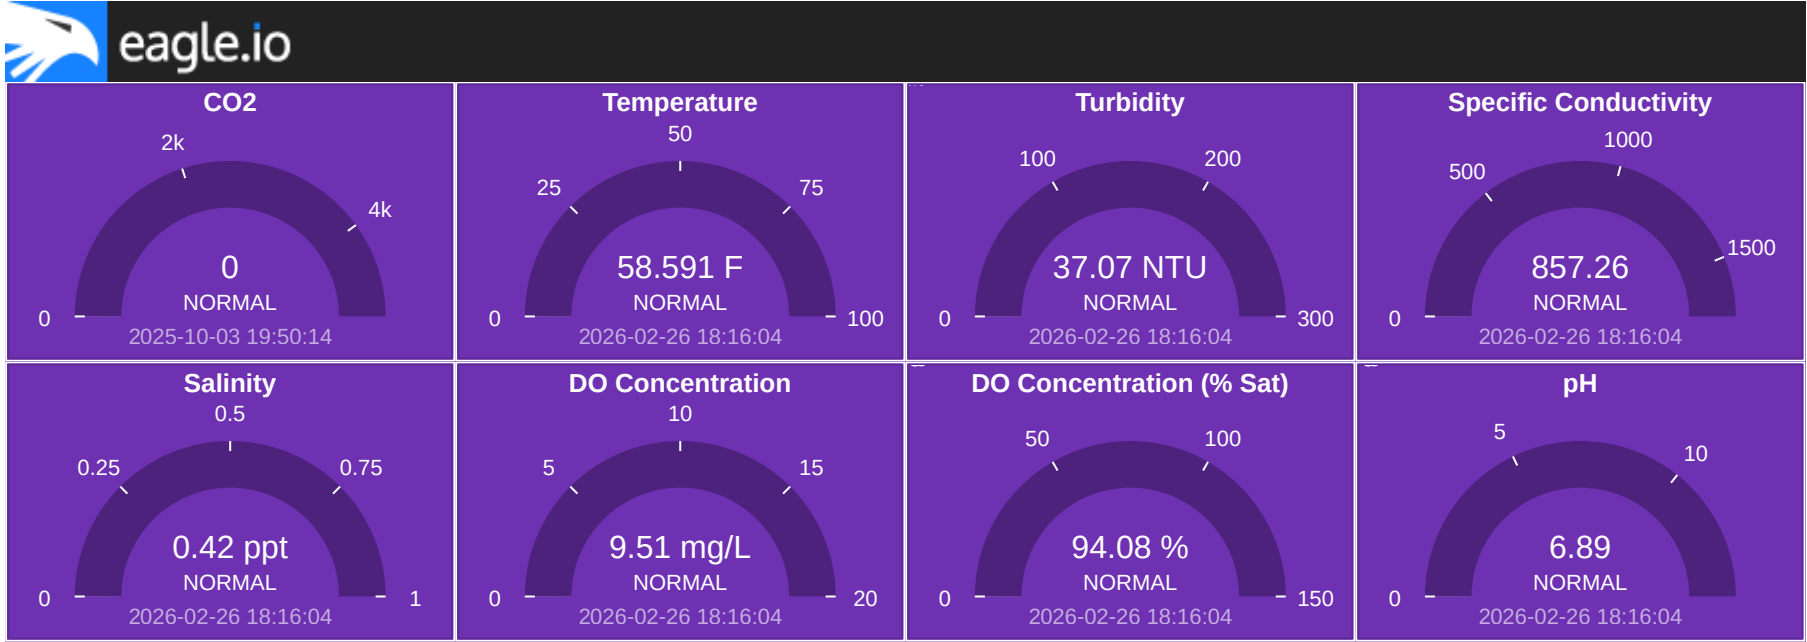 eagle.io
CO2
2k
4k
0
0
NORMAL
2025-10-03 19:50:14
Temperature
50
25
75
58.591 F
NORMAL
0
100
2026-02-26 18:16:04
Turbidity
100
200
37.07 NTU
NORMAL
0
300
2026-02-26 18:16:04
Specific Conductivity
1000
500
1500
857.26
NORMAL
0
2026-02-26 18:16:04
Salinity
0.5
0.25
0.75
0.42 ppt
NORMAL
0
1
2026-02-26 18:16:04
DO Concentration
10
5
15
9.51 mg/L
NORMAL
0
20
2026-02-26 18:16:04
DO Concentration (% Sat)
50
100
94.08 %
NORMAL
0
150
2026-02-26 18:16:04
pH
5
10
6.89
NORMAL
0
2026-02-26 18:16:04